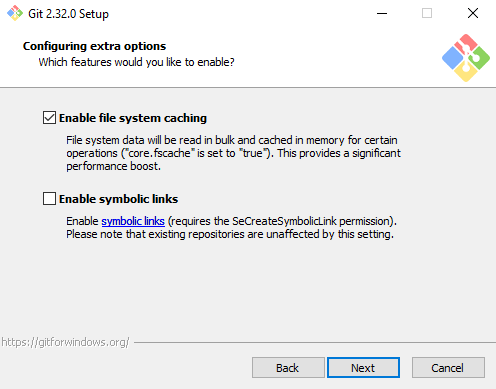 Git 2.32.0 Setup
Configuring extra options
Which features would you like to enable?
Enable file system caching
File system data will be read in bulk and cached in memory for certain
operations ("core.fscache" is set to "true"). This provides a significant
performance boost.
Enable symbolic links
Enable symbolic links (requires the SeCreateSymbolicLink permission).
Please note that existing repositories are unaffected by this setting.
https://gitforwindows.org/
Back Next Cancel